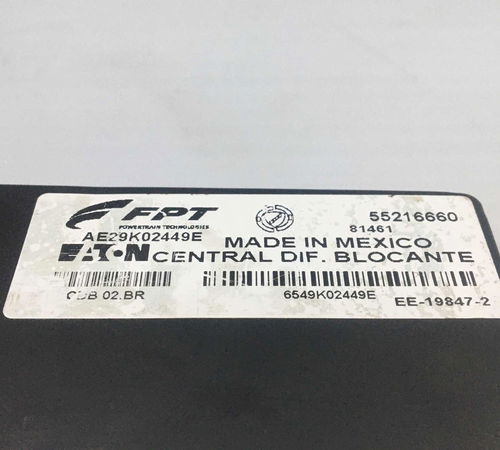 FPT
POWERTRAIN TECHNOLOGIES
55216660
81461
AE29K02449E
MADE IN MEXICO
EATON CENTRAL DIF. BLOCANTE
CDB 02.BR
6549K02449E
EE-19847-2